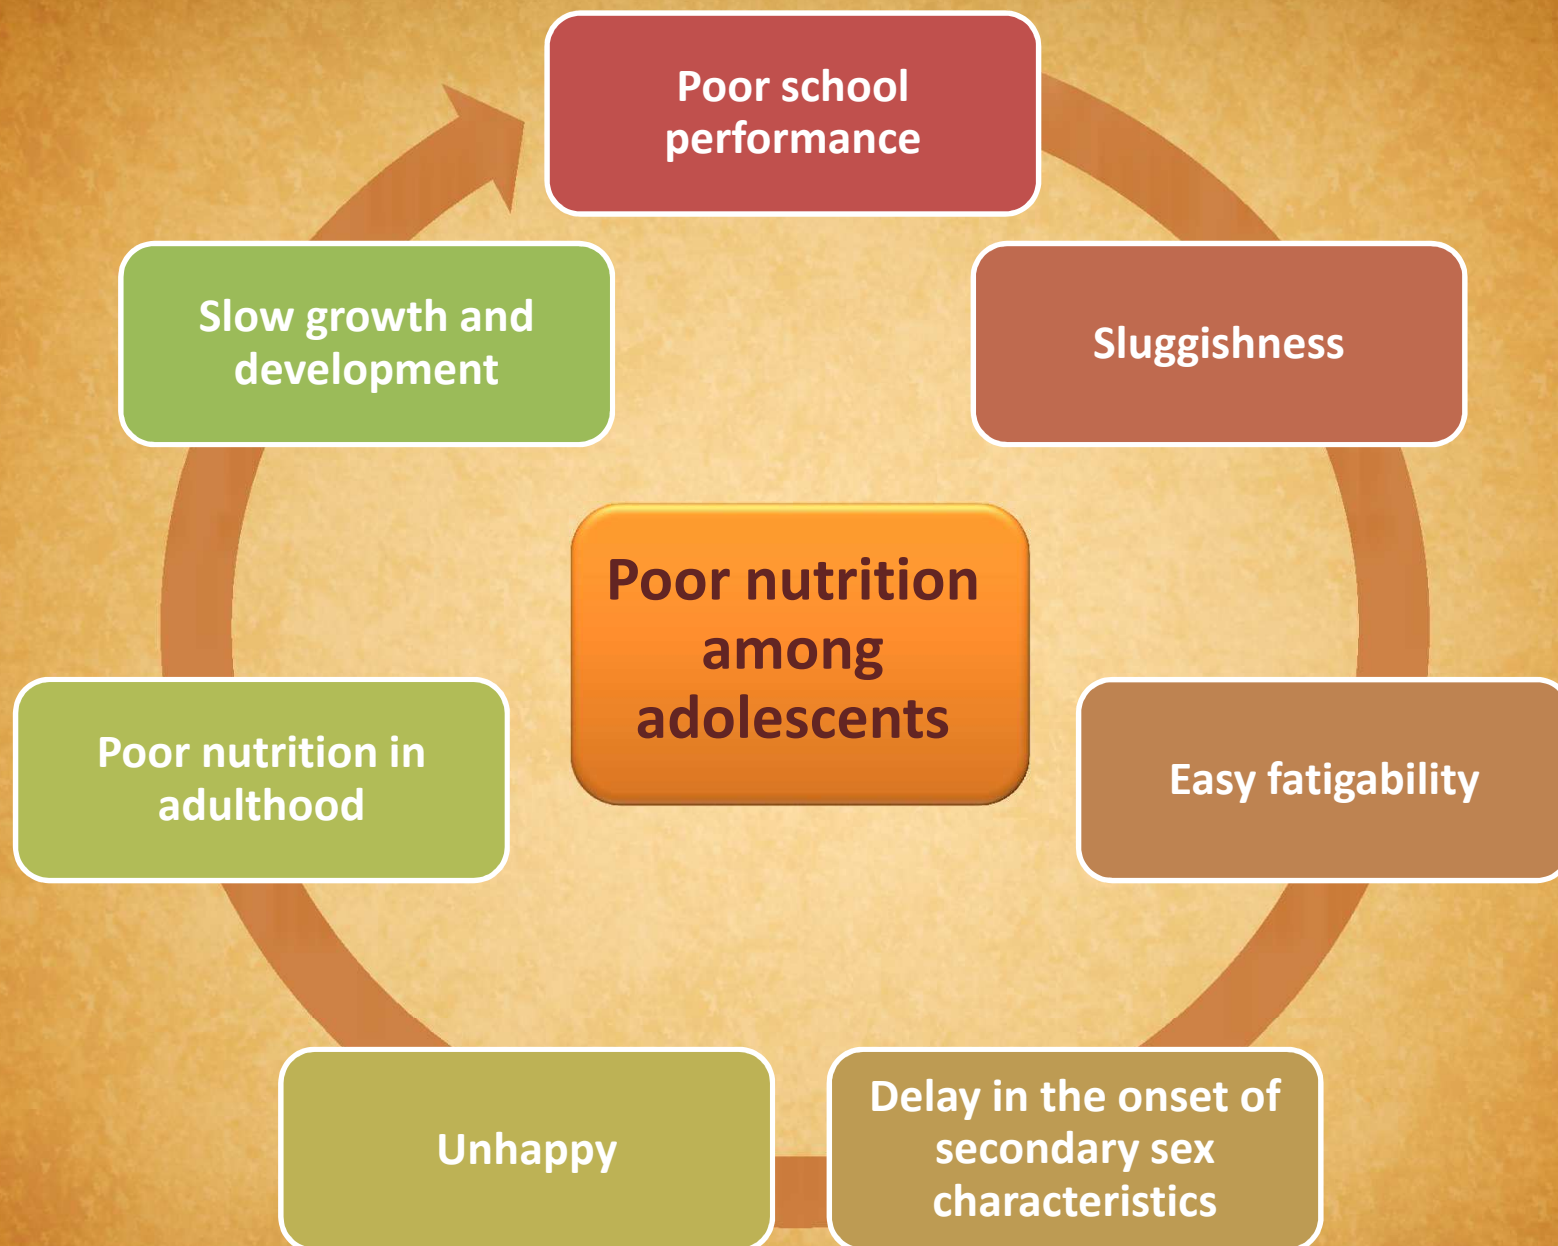 Poor school
performance
Sluggishness
Easy fatigability
Delay in the onset of
secondary sex
characteristics
Unhappy
Poor nutrition in
adulthood
Slow growth and
development
Poor nutrition
among
adolescents